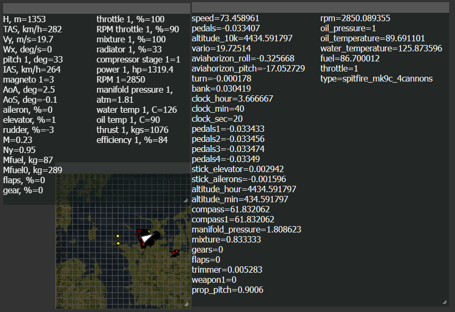 H, m=1353
TAS, km/h=282
Vy, m/s=19.7
Wx, deg/s=0
pitch 1, deg=33
IAS, km/h=264
magneto 1=3
AoA, deg=2.5
AoS, deg=-0.1
aileron, %=0
elevator, %=1
rudder, %=-3
M=0.23
Ny=0.95
Mfuel, kg=87
Mfuel0, kg=289
flaps, %=0
gear, %=0
throttle 1, %=100
RPM throttle 1, %=90
mixture 1, %=100
radiator 1, %=33
compressor stage 1=1
power 1, hp=1319.4
RPM 1=2850
manifold pressure 1,
atm=1.81
water temp 1, C=126
oil temp 1, C=90
thrust 1, kgs=1076
efficiency 1, %=84
speed=73.458961
pedals=-0.033407
altitude_10k=4434.591797
vario=19.72514
aviahorizon_roll=-0.325668
aviahorizon_pitch=-17.052729
turn=-0.000178
bank=0.030419
clock_hour=3.666667
clock_min=40
clock_sec=20
pedals1=-0.033433
pedals2=-0.033456
pedals3=-0.033474
pedals4=-0.03349
stick_elevator=0.002942
stick_ailerons=-0.001596
altitude_hour=4434.591797
altitude_min=434.591797
compass=61.832062
compass1=61.832062
manifold_pressure=1.808623
mixture=0.833333
gears=0
flaps=0
trimmer=0.005283
weapon1=0
prop_pitch=0.9006
rpm=2850.089355
oil_pressure=1
oil_temperature=89.691101
water_temperature=125.873596
fuel=86.700012
throttle=1
type=spitfire_mk9c_4cannons